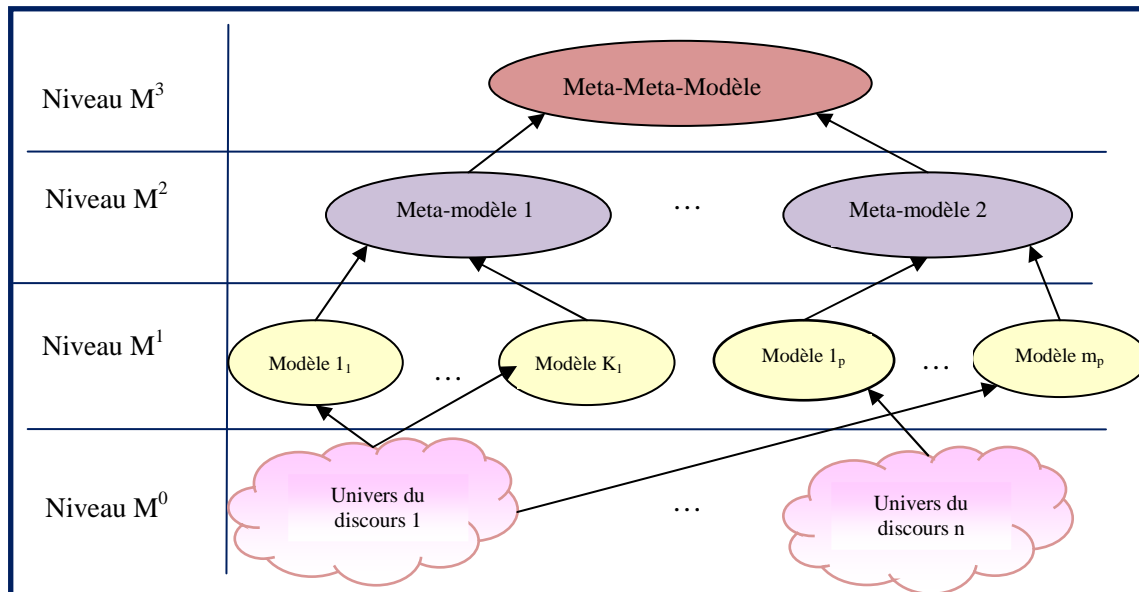 Niveau M³
Meta-Meta-Modèle
Niveau M²
Meta-modèle 1
…
Meta-modèle 2
Niveau M¹
Modèle 1₁
…
Modèle K₁
Modèle 1ₚ
…
Modèle mₚ
Niveau M⁰
Univers du
discours 1
…
Univers du
discours n